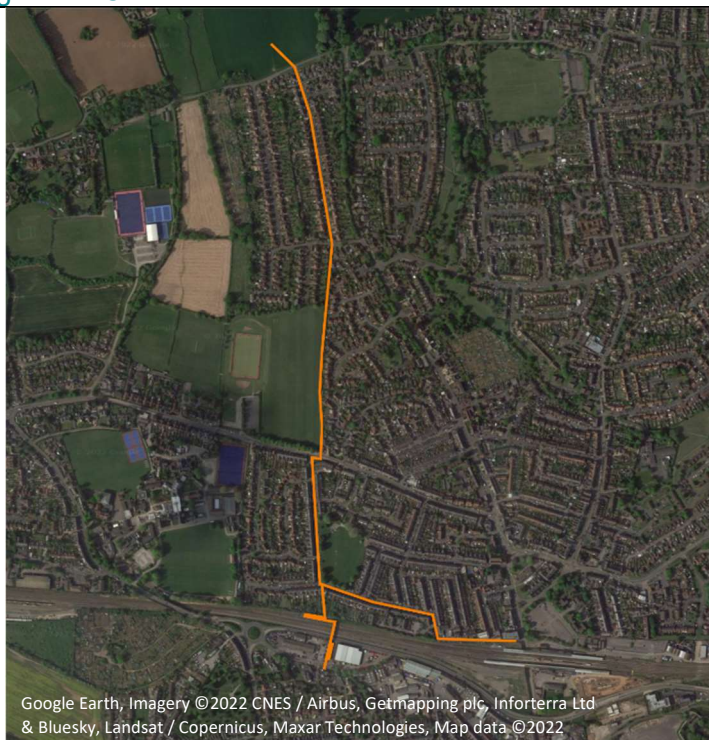 Google Earth, Imagery ©2022 CNES / Airbus, Getmapping plc, Inforterra Ltd
& Bluesky, Landsat / Copernicus, Maxar Technologies, Map data ©2022